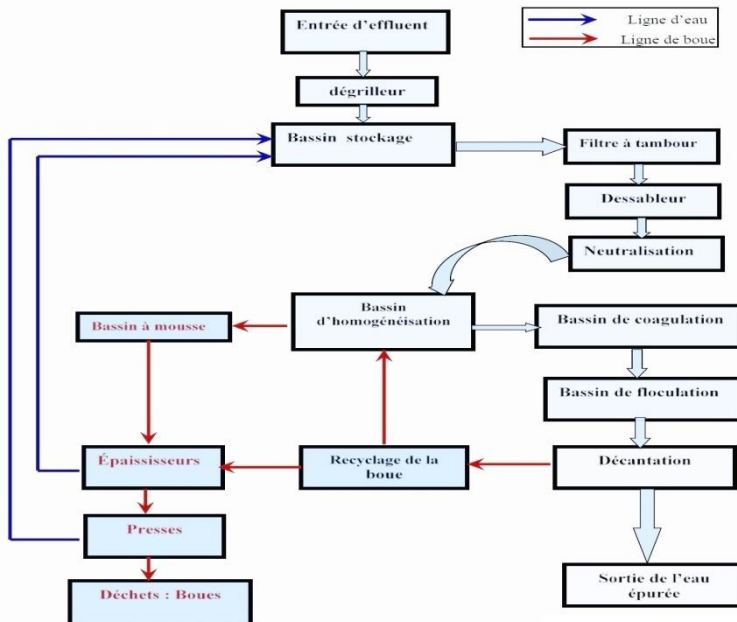 Entrée d'effluent
Ligne d'eau
Ligne de boue
dégrilleur
Bassin stockage
Filtre à tambour
Dessableur
Neutralisation
Bassin
d'homogénéisation
Bassin à mousse
Bassin de coagulation
Bassin de floculation
Épaississeurs
Recyclage de la
boue
Décantation
Presses
Déchets : Boues
Sortie de l'eau
épurée